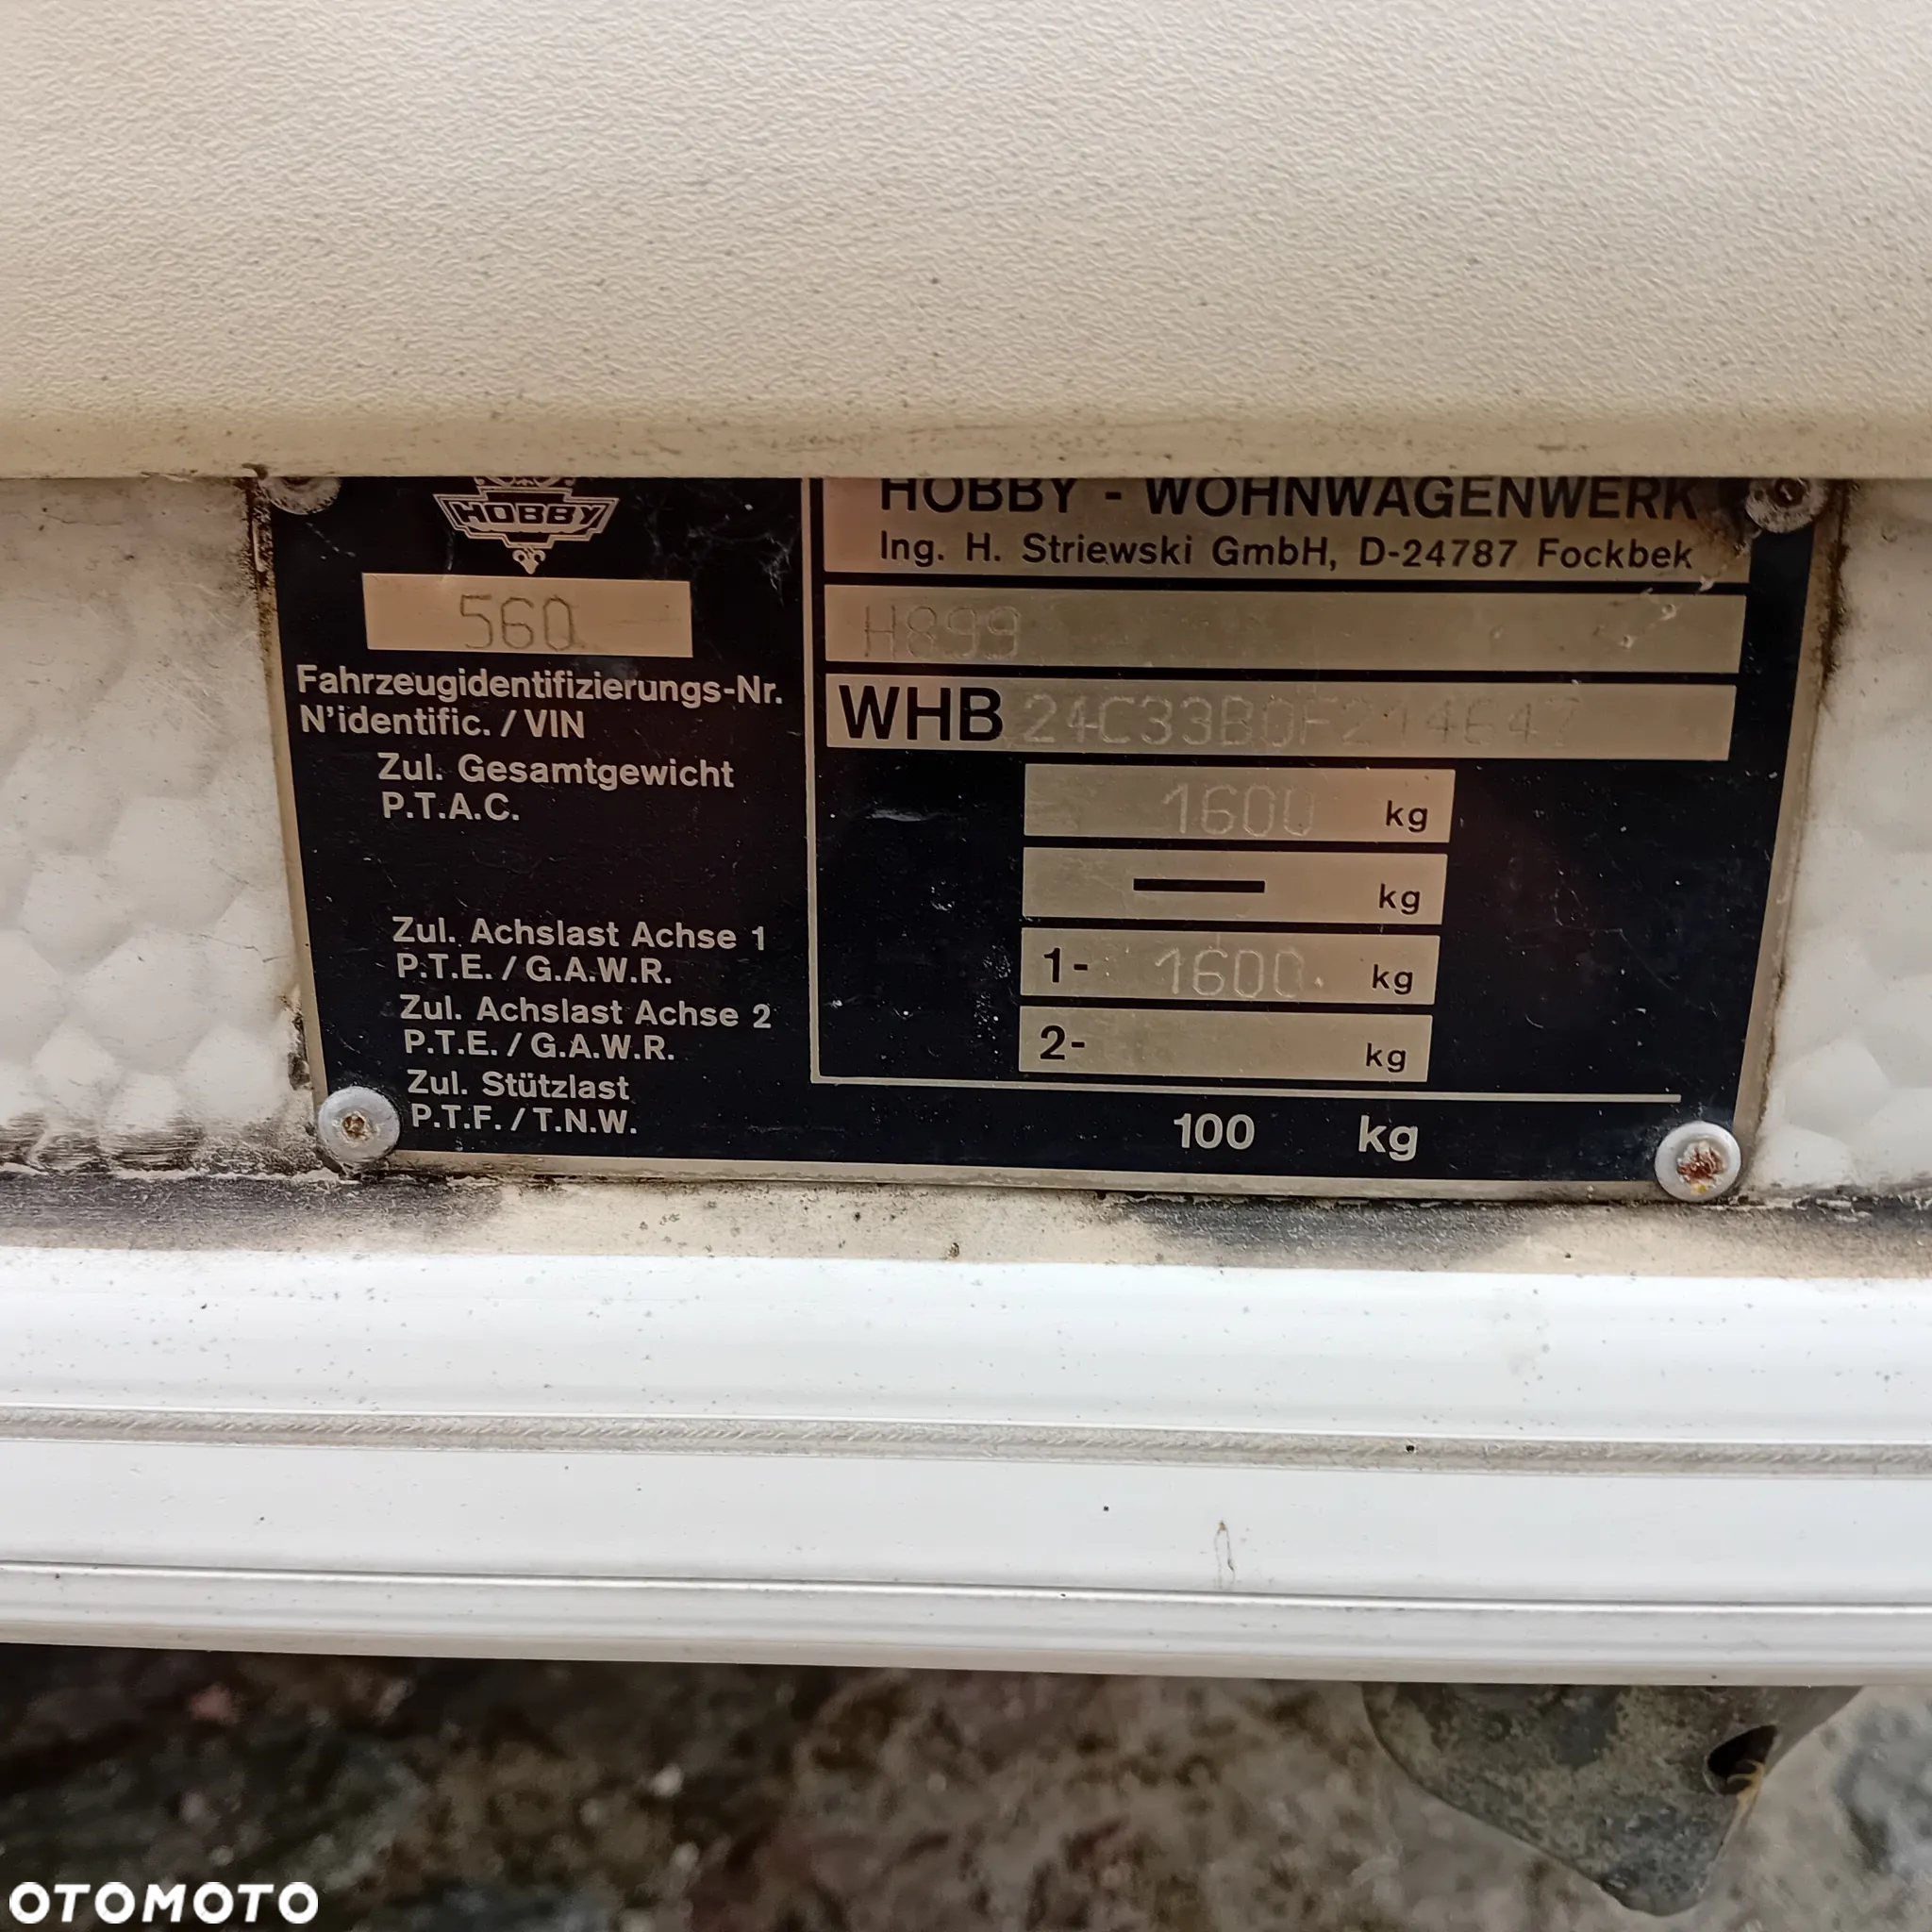 HOBBY
HOBBY - WOHNWAGENWERK
Ing. H. Striewski GmbH, D-24787 Fockbek
560
H899
Fahrzeugidentifizierungs-Nr.
N'identific. / VIN
WHB 24C33B0F214647
Zul. Gesamtgewicht
P.T.A.C.
1600 kg
— kg
Zul. Achslast Achse 1
P.T.E. / G.A.W.R.
1- 1600 kg
Zul. Achslast Achse 2
P.T.E. / G.A.W.R.
2- kg
Zul. Stützlast
P.T.F. / T.N.W.
100 kg
OTOMOTO